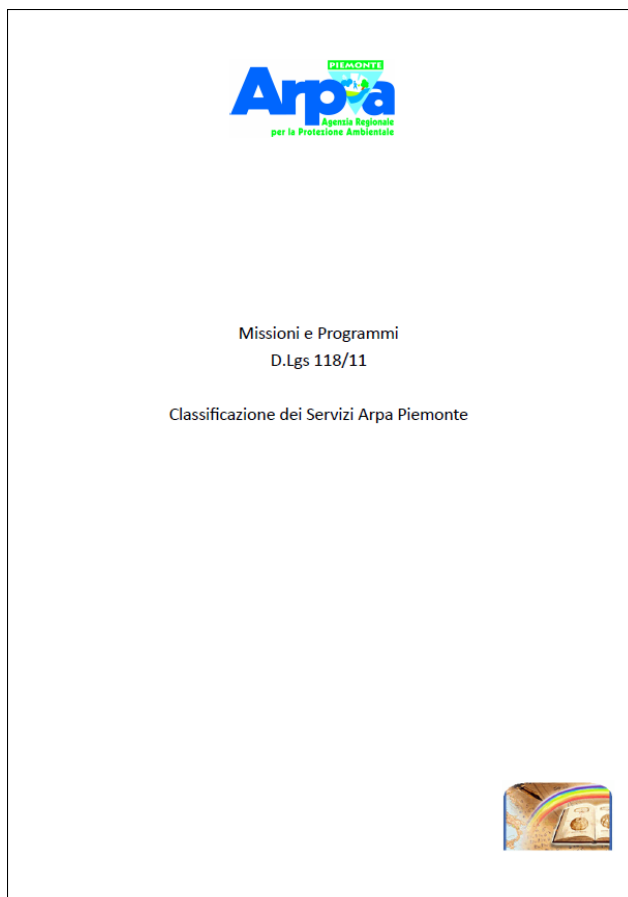 PIEMONTE
Arpa
Agenzia Regionale
per la Protezione Ambientale
Missioni e Programmi
D.Lgs 118/11
Classificazione dei Servizi Arpa Piemonte